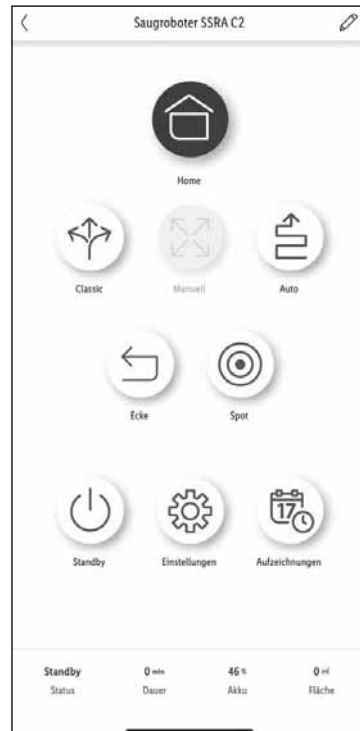 Saugroboter SSRA C2
Home
Classic Manuell Auto
Ecke Spot
17
Standby Einstellungen Aufzeichnungen
Standby 0 min 46 % 0 ㎡
Status Dauer Akku Fläche